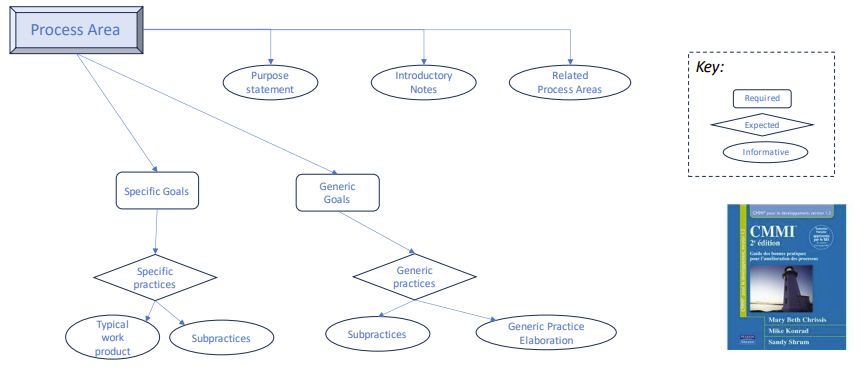 Process Area
Purpose
statement
Introductory
Notes
Related
Process Areas
Key:
Required
Expected
Informative
Specific Goals
Generic
Goals
Specific
practices
Generic
practices
Typical
work
product
Subpractices
Subpractices
Generic Practice
Elaboration
CMMI® pour le développement, version 1.2
CMMI®
2e édition
Guide des bonnes pratiques
pour l'amélioration des processus
Mary Beth Chrissis
Mike Konrad
Sandy Shrum